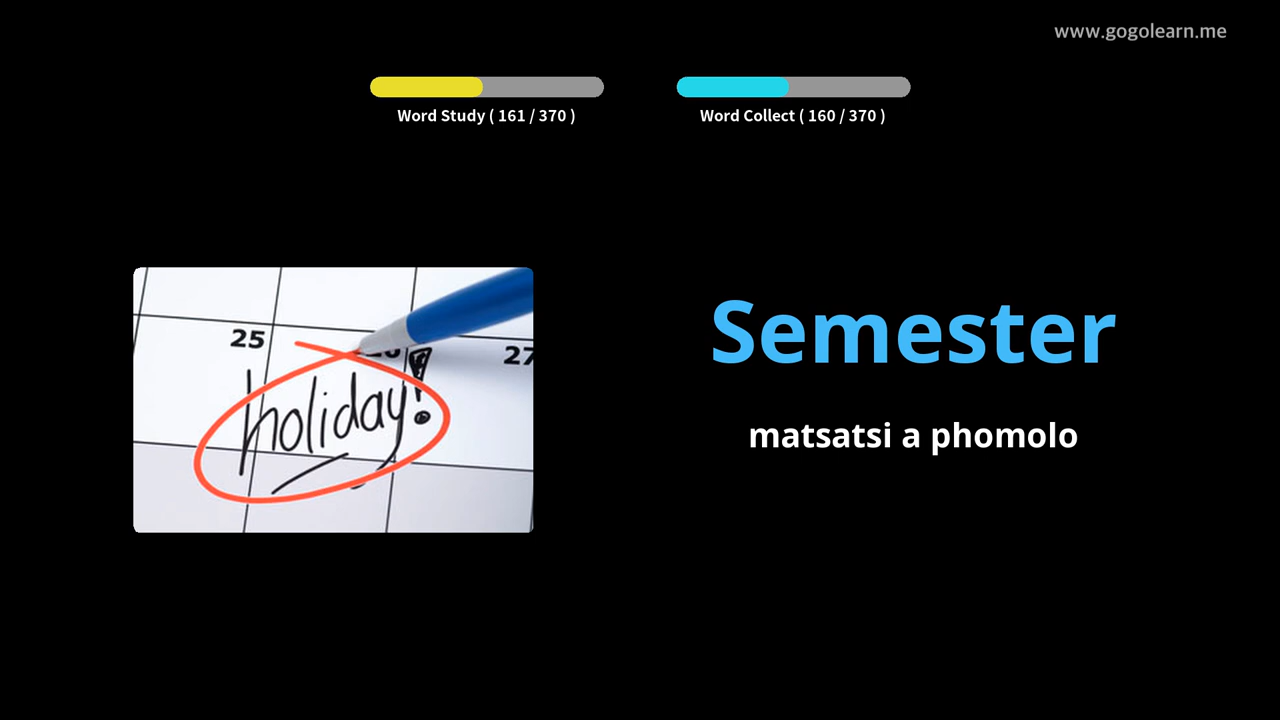 www.gogolearn.me
Word Study ( 161 / 370 )
Word Collect ( 160 / 370 )
25
27
holiday!
Semester
matsatsi a phomolo